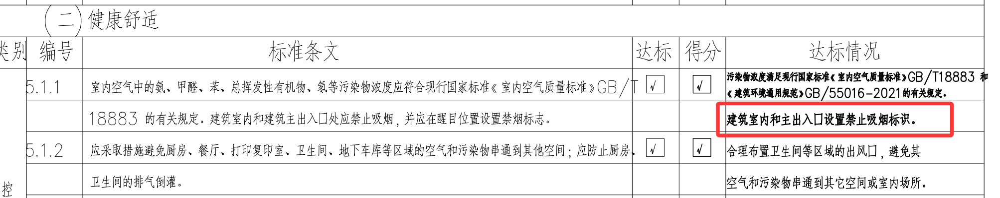 （二）健康舒适
类别 编号 标准条文 达标 得分 达标情况
5.1.1 室内空气中的氨、甲醛、苯、总挥发性有机物、氡等污染物浓度应符合现行国家标准《室内空气质量标准》GB/T √ √ 污染物浓度满足现行国家标准《室内空气质量标准》GB/T18883 和
《建筑环境通用规范》GB/55016-2021的有关规定。
18883 的有关规定。建筑室内和建筑主出入口处应禁止吸烟，并应在醒目位置设置禁烟标志。 建筑室内和主出入口设置禁止吸烟标识。
5.1.2 应采取措施避免厨房、餐厅、打印复印室、卫生间、地下车库等区域的空气和污染物串通到其他空间；应防止厨房、 √ √ 合理布置卫生间等区域的出风口，避免其
卫生间的排气倒灌。 空气和污染物串通到其它空间或室内场所。
控